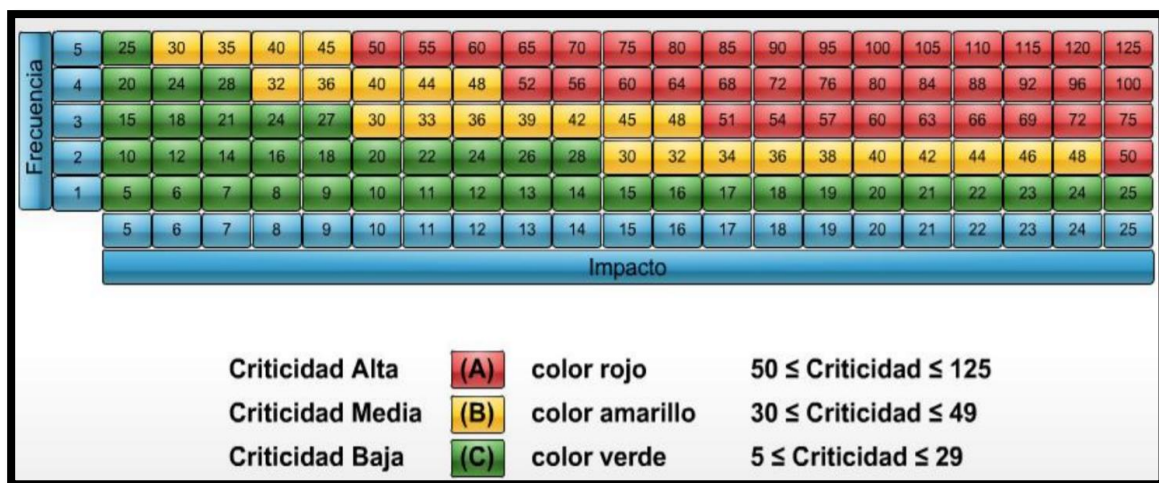 Frecuencia
5 25 30 35 40 45 50 55 60 65 70 75 80 85 90 95 100 105 110 115 120 125
4 20 24 28 32 36 40 44 48 52 56 60 64 68 72 76 80 84 88 92 96 100
3 15 18 21 24 27 30 33 36 39 42 45 48 51 54 57 60 63 66 69 72 75
2 10 12 14 16 18 20 22 24 26 28 30 32 34 36 38 40 42 44 46 48 50
1 5 6 7 8 9 10 11 12 13 14 15 16 17 18 19 20 21 22 23 24 25
5 6 7 8 9 10 11 12 13 14 15 16 17 18 19 20 21 22 23 24 25
Impacto
Criticidad Alta (A) color rojo 50 ≤ Criticidad ≤ 125
Criticidad Media (B) color amarillo 30 ≤ Criticidad ≤ 49
Criticidad Baja (C) color verde 5 ≤ Criticidad ≤ 29